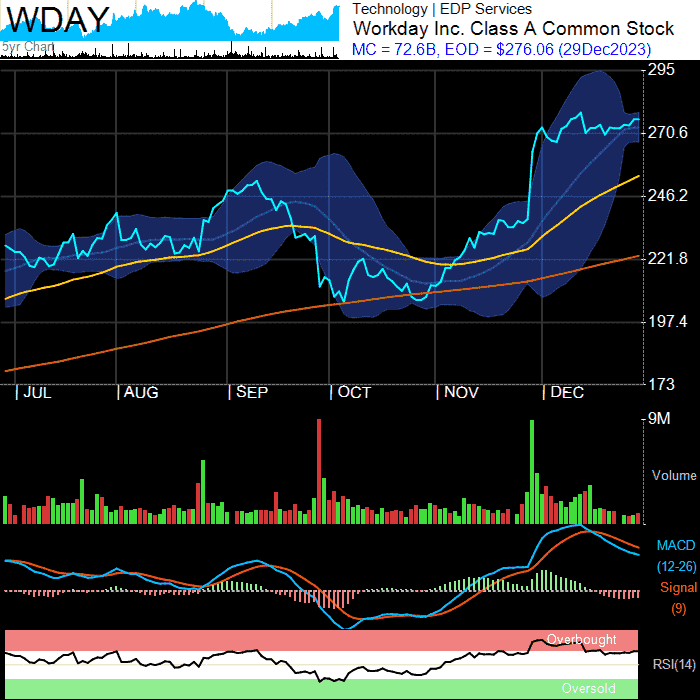 WDAY
5yr Chart
Technology | EDP Services
Workday Inc. Class A Common Stock
MC = 72.6B, EOD = $276.06 (29Dec2023)
295
270.6
246.2
221.8
197.4
173
| JUL | AUG | SEP | OCT | NOV | DEC
9M
Volume
MACD
(12-26)
Signal
(9)
Overbought
RSI(14)
Oversold